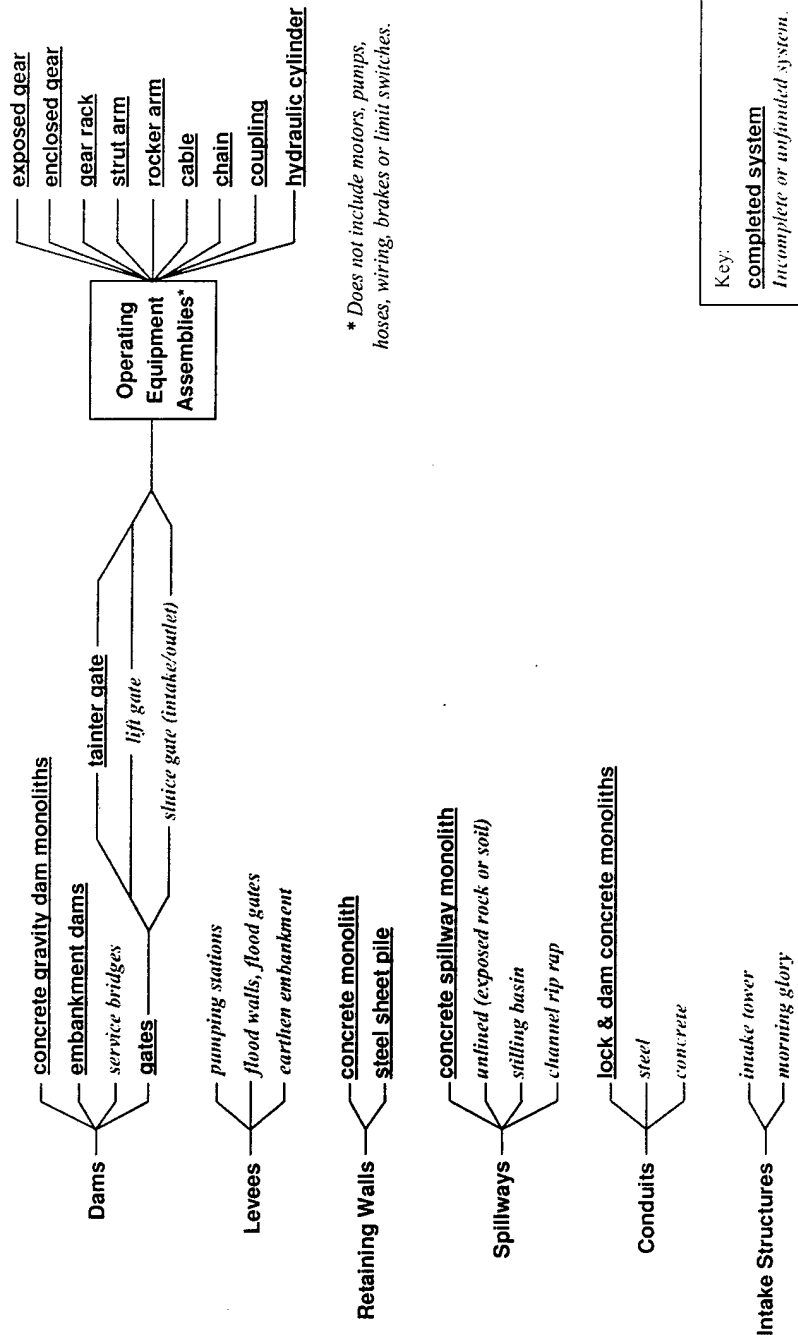 Dams
concrete gravity dam monoliths
embankment dams
service bridges
gates
tainter gate
lift gate
sluice gate (intake/outlet)
Operating
Equipment
Assemblies*
exposed gear
enclosed gear
gear rack
strut arm
rocker arm
cable
chain
coupling
hydraulic cylinder
* Does not include motors, pumps,
hoses, wiring, brakes or limit switches.
Levees
pumping stations
flood walls, flood gates
earthen embankment
Retaining Walls
concrete monolith
steel sheet pile
Spillways
concrete spillway monolith
unlined (exposed rock or soil)
stilling basin
channel rip rap
Conduits
lock & dam concrete monoliths
steel
concrete
Intake Structures
intake tower
morning glory
Key:
completed system
Incomplete or unfunded system.